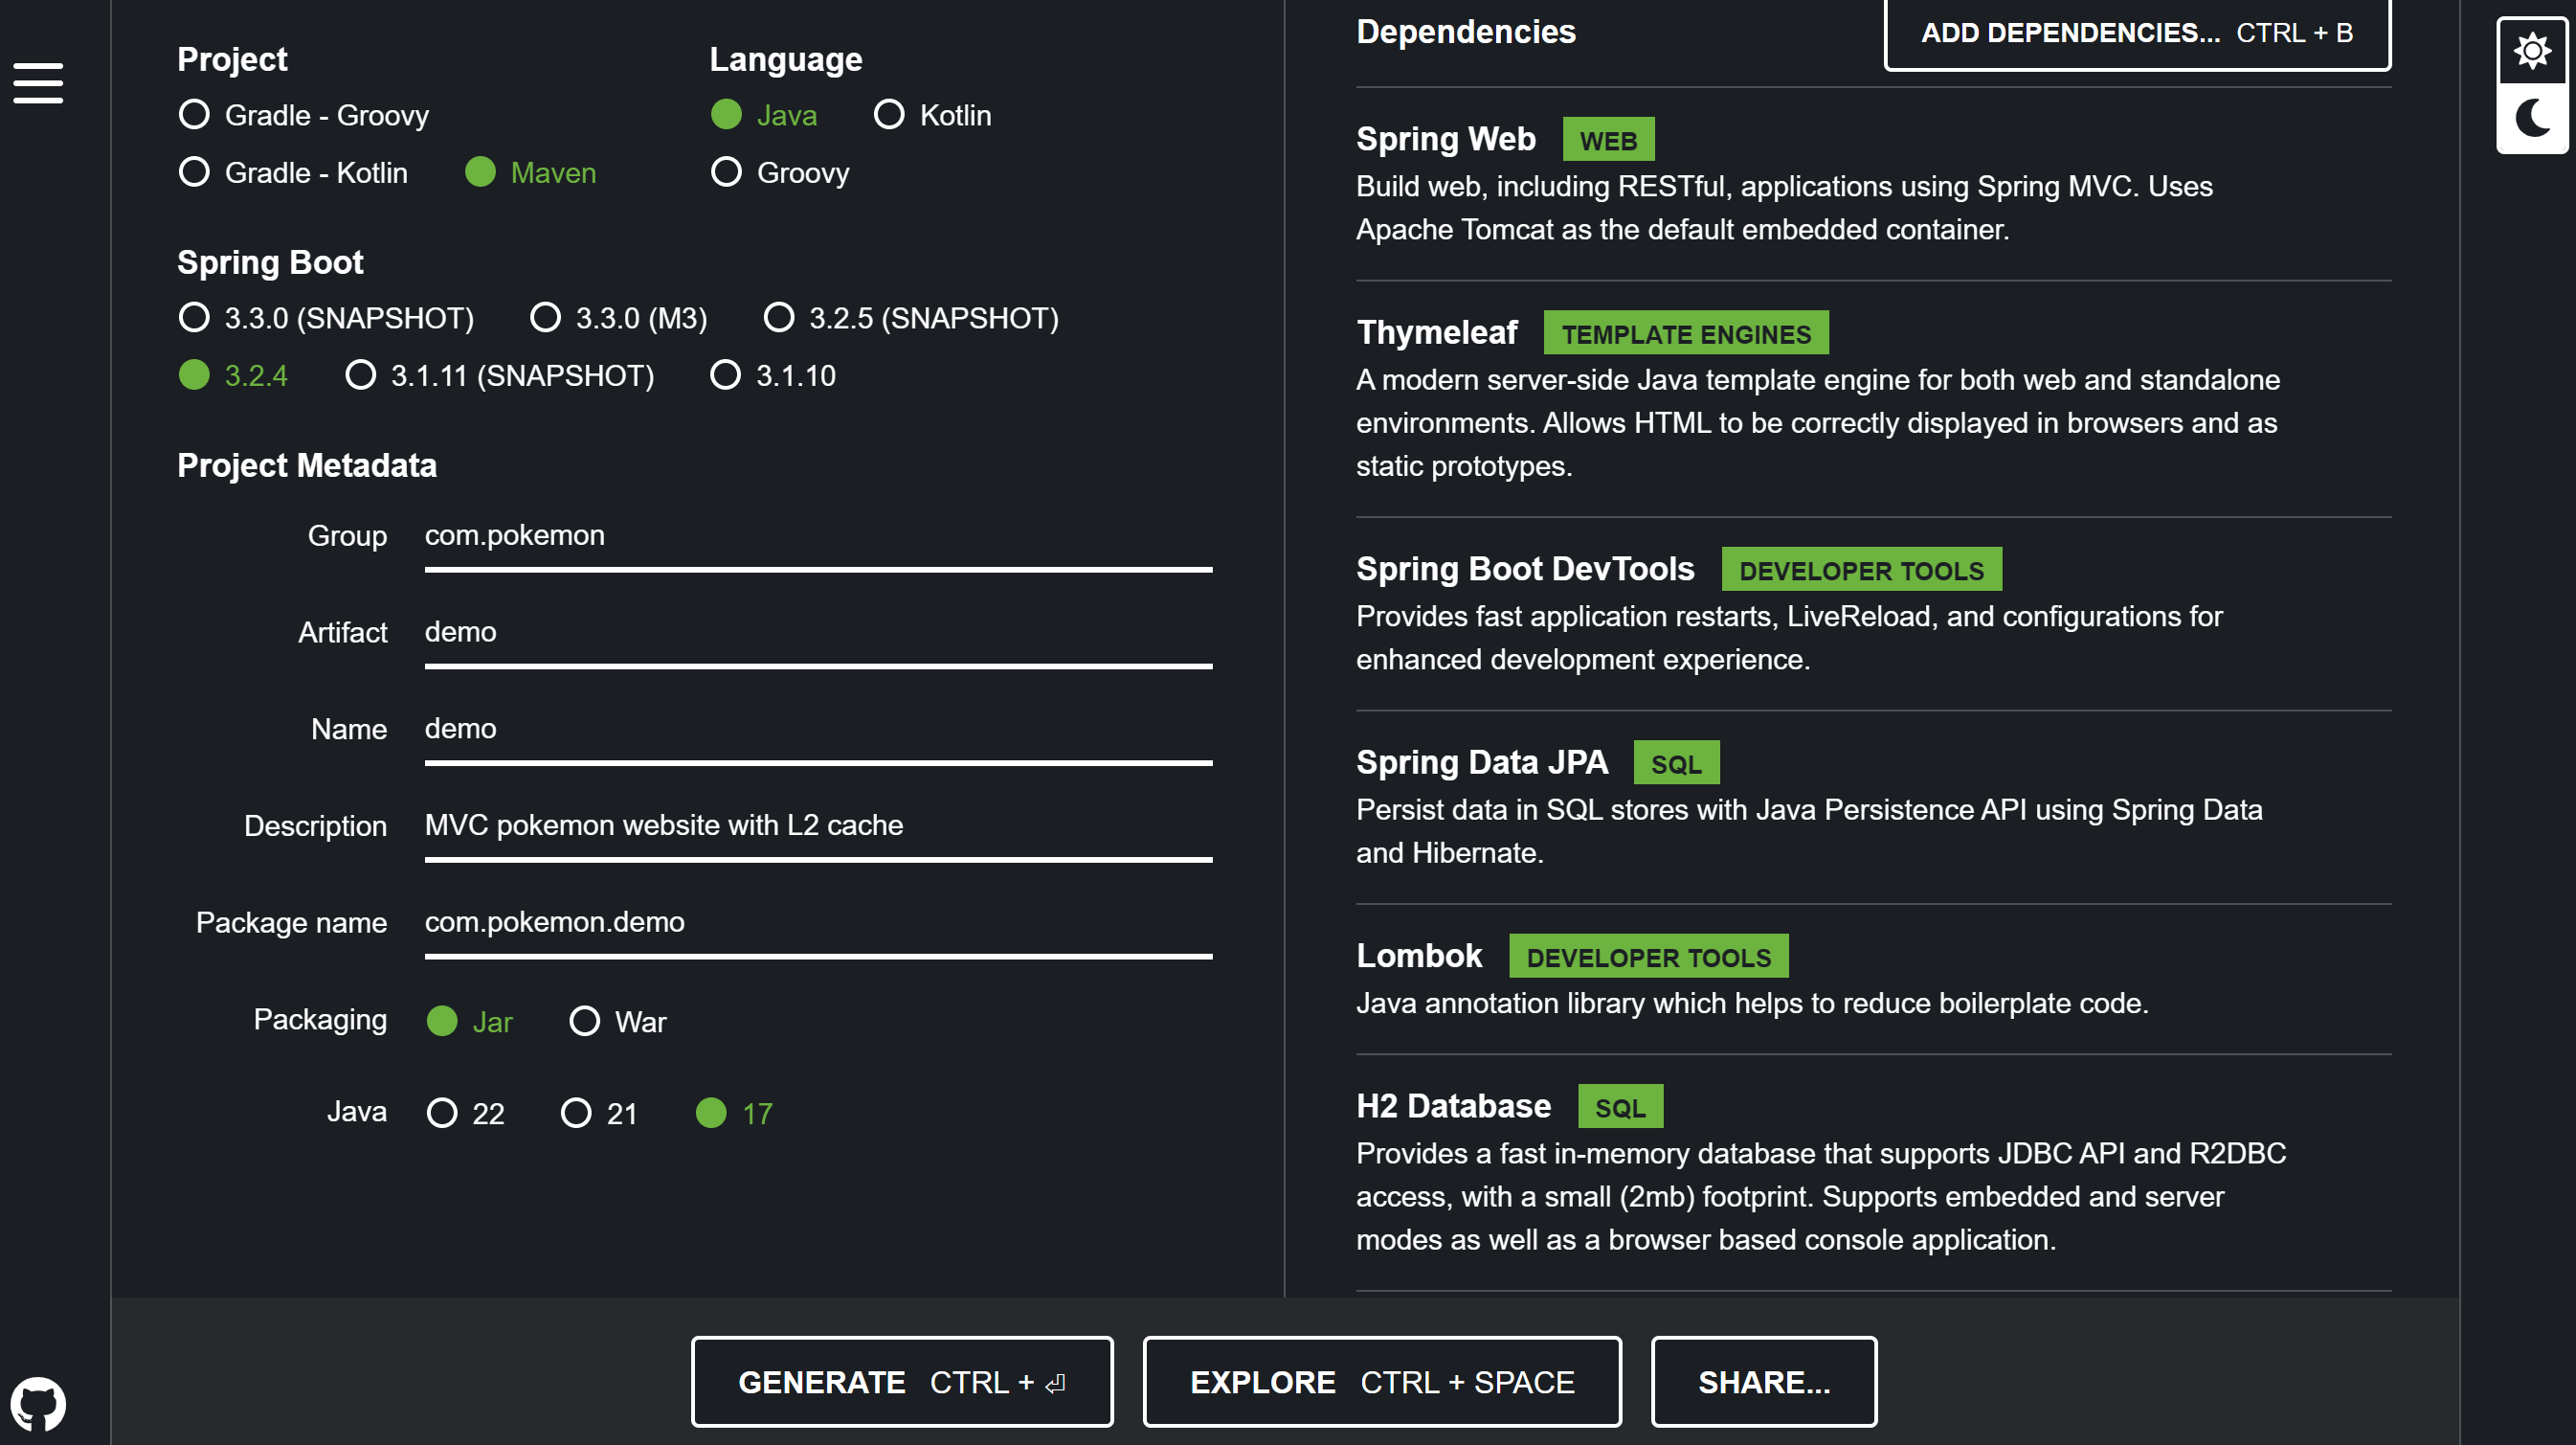 Project
Gradle - Groovy
Gradle - Kotlin Maven
Language
Java Kotlin
Groovy
Spring Boot
3.3.0 (SNAPSHOT) 3.3.0 (M3) 3.2.5 (SNAPSHOT)
3.2.4 3.1.11 (SNAPSHOT) 3.1.10
Project Metadata
Group com.pokemon
Artifact demo
Name demo
Description MVC pokemon website with L2 cache
Package name com.pokemon.demo
Packaging Jar War
Java 22 21 17
Dependencies ADD DEPENDENCIES... CTRL + B
Spring Web WEB
Build web, including RESTful, applications using Spring MVC. Uses
Apache Tomcat as the default embedded container.
Thymeleaf TEMPLATE ENGINES
A modern server-side Java template engine for both web and standalone
environments. Allows HTML to be correctly displayed in browsers and as
static prototypes.
Spring Boot DevTools DEVELOPER TOOLS
Provides fast application restarts, LiveReload, and configurations for
enhanced development experience.
Spring Data JPA SQL
Persist data in SQL stores with Java Persistence API using Spring Data
and Hibernate.
Lombok DEVELOPER TOOLS
Java annotation library which helps to reduce boilerplate code.
H2 Database SQL
Provides a fast in-memory database that supports JDBC API and R2DBC
access, with a small (2mb) footprint. Supports embedded and server
modes as well as a browser based console application.
GENERATE CTRL + ⏎ EXPLORE CTRL + SPACE SHARE...